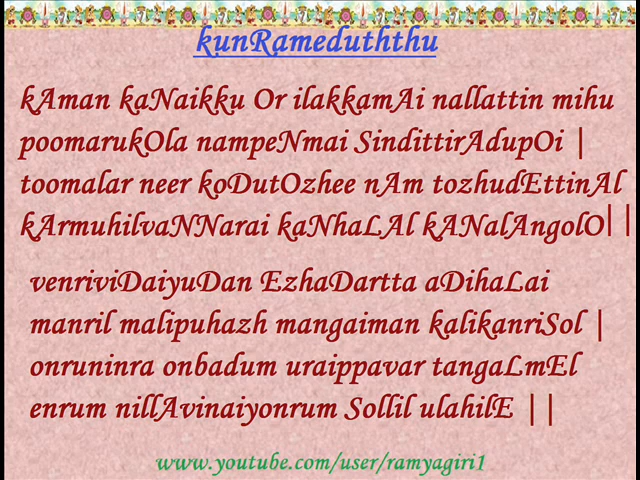 kunRameduththu
kAman kaNaikku Or ilakkamAi nallattin mihu
poomarukOla nampeNmai SindittirAdupOi |
toomalar neer koDutOzhee nAm tozhudEttinAl
kArmuhilvaNNarai kaNhaLAl kANalAngolO||
venriviDaiyuDan EzhaDartta aDihaLai
manril malipuhazh mangaiman kalikanriSol |
onruninra onbadum uraippavar tangaLmEl
enrum nillAvinaiyonrum Sollil ulahilE ||
www.youtube.com/user/ramyagiri1